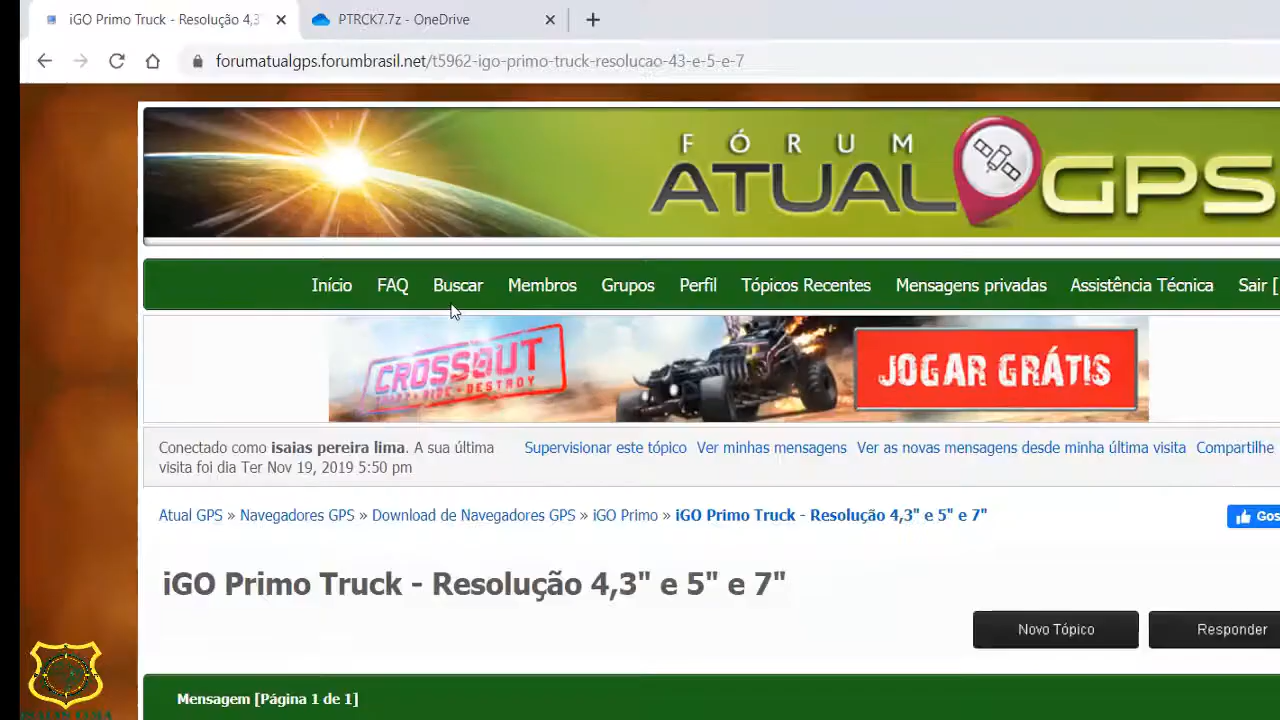 iGO Primo Truck - Resolução 4,3
PTRCK7.7z - OneDrive
forumatualgps.forumbrasil.net/t5962-igo-primo-truck-resolucao-43-e-5-e-7
FÓRUM
ATUAL GPS
Início FAQ Buscar Membros Grupos Perfil Tópicos Recentes Mensagens privadas Assistência Técnica Sair [
CROSSOUT
JOGAR GRÁTIS
Conectado como isaias pereira lima. A sua última
visita foi dia Ter Nov 19, 2019 5:50 pm
Supervisionar este tópico Ver minhas mensagens Ver as novas mensagens desde minha última visita Compartilhe
Atual GPS » Navegadores GPS » Download de Navegadores GPS » iGO Primo » iGO Primo Truck - Resolução 4,3" e 5" e 7"
Gos
iGO Primo Truck - Resolução 4,3" e 5" e 7"
Novo Tópico
Responder
Mensagem [Página 1 de 1]